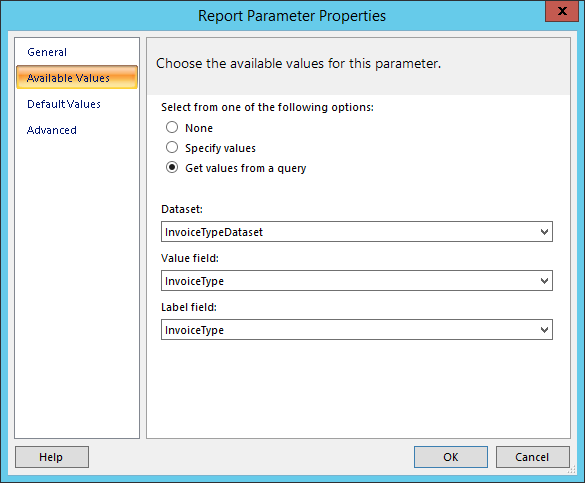 Report Parameter Properties
X
General
Available Values
Default Values
Advanced
Choose the available values for this parameter.
Select from one of the following options:
None
Specify values
Get values from a query
Dataset:
InvoiceTypeDataset
Value field:
InvoiceType
Label field:
InvoiceType
Help
OK
Cancel